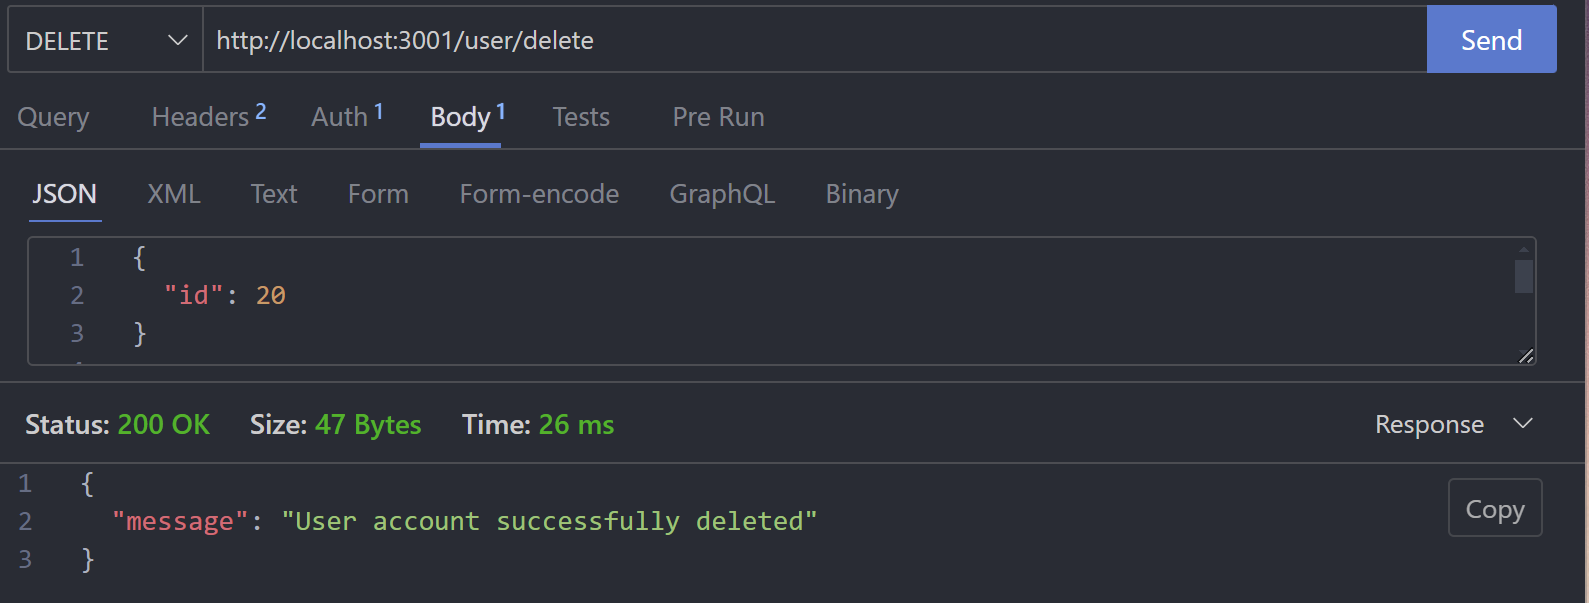 DELETE http://localhost:3001/user/delete Send
Query Headers 2 Auth 1 Body 1 Tests Pre Run
JSON XML Text Form Form-encode GraphQL Binary
1 {
2 "id": 20
3 }
Status: 200 OK Size: 47 Bytes Time: 26 ms Response
1 {
2 "message": "User account successfully deleted"
3 }
Copy